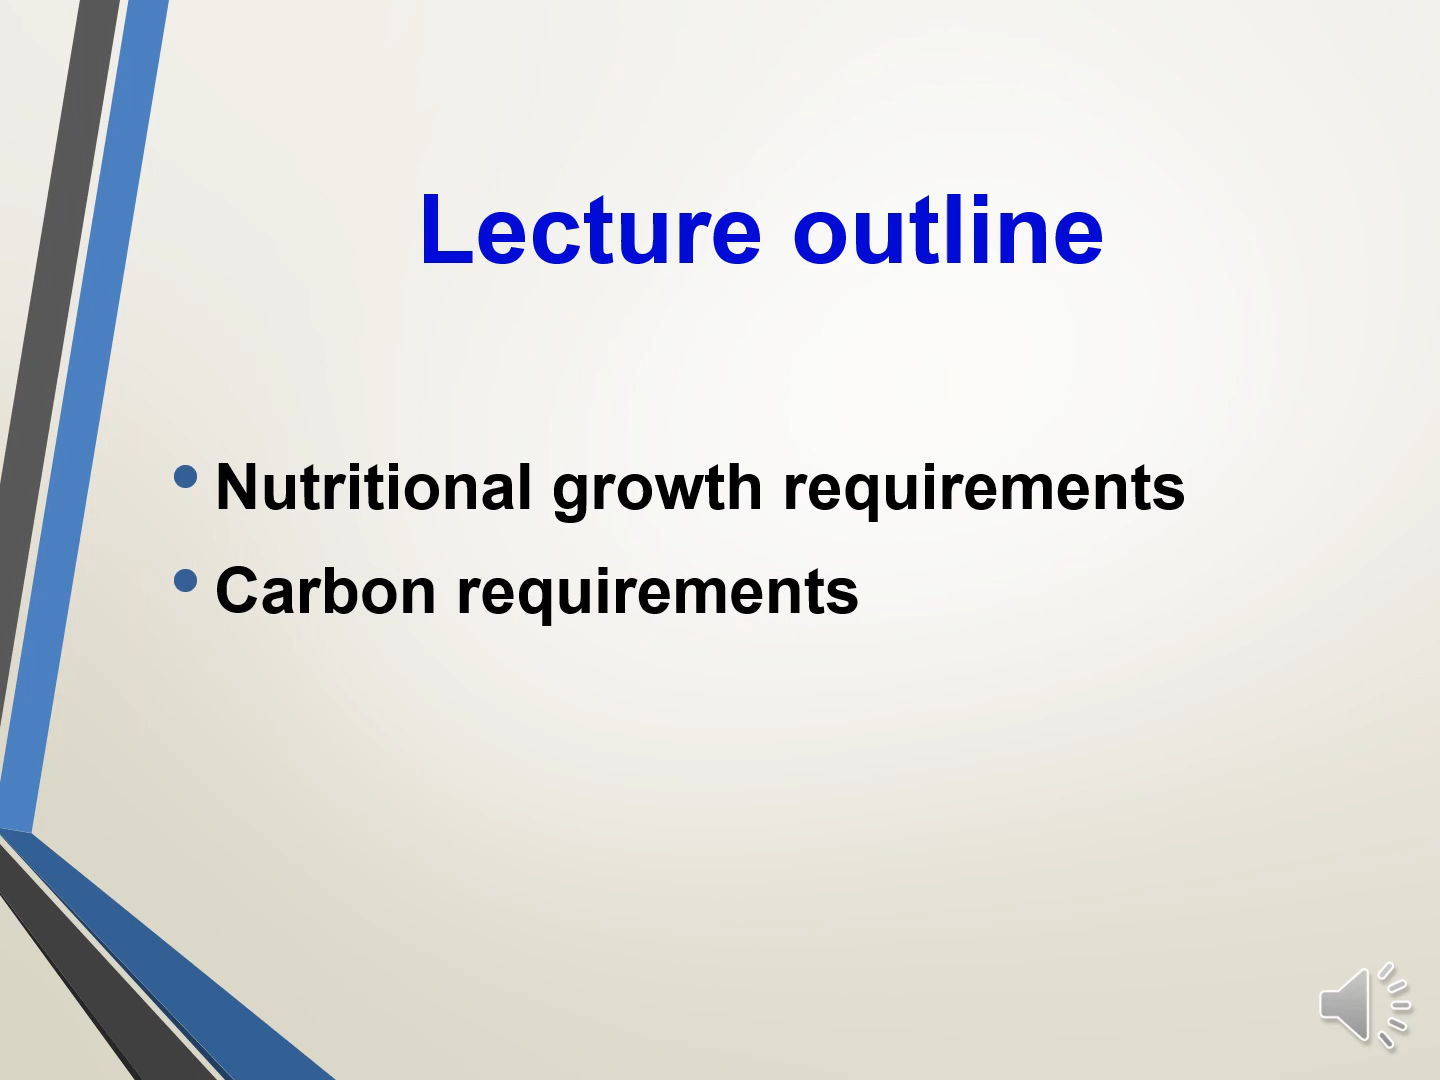 Lecture outline
• Nutritional growth requirements
• Carbon requirements